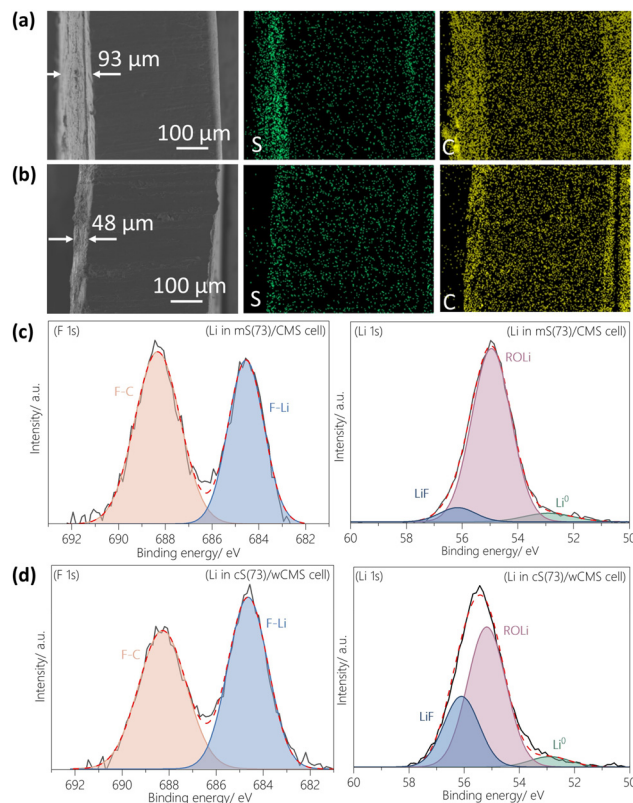 (a)
93 µm
100 µm
S
C
(b)
48 µm
100 µm
S
C
(c)
(F 1s) (Li in mS(73)/CMS cell)
F-C
F-Li
Intensity/ a.u.
692 690 688 686 684 682
Binding energy/ eV
(Li 1s) (Li in mS(73)/CMS cell)
ROLi
LiF
Li⁰
Intensity/ a.u.
60 58 56 54 52 50
Binding energy/ eV
(d)
(F 1s) (Li in cS(73)/wCMS cell)
F-C
F-Li
Intensity/ a.u.
692 690 688 686 684 682
Binding energy/ eV
(Li 1s) (Li in cS(73)/wCMS cell)
ROLi
LiF
Li⁰
Intensity/ a.u.
60 58 56 54 52 50
Binding energy/ eV